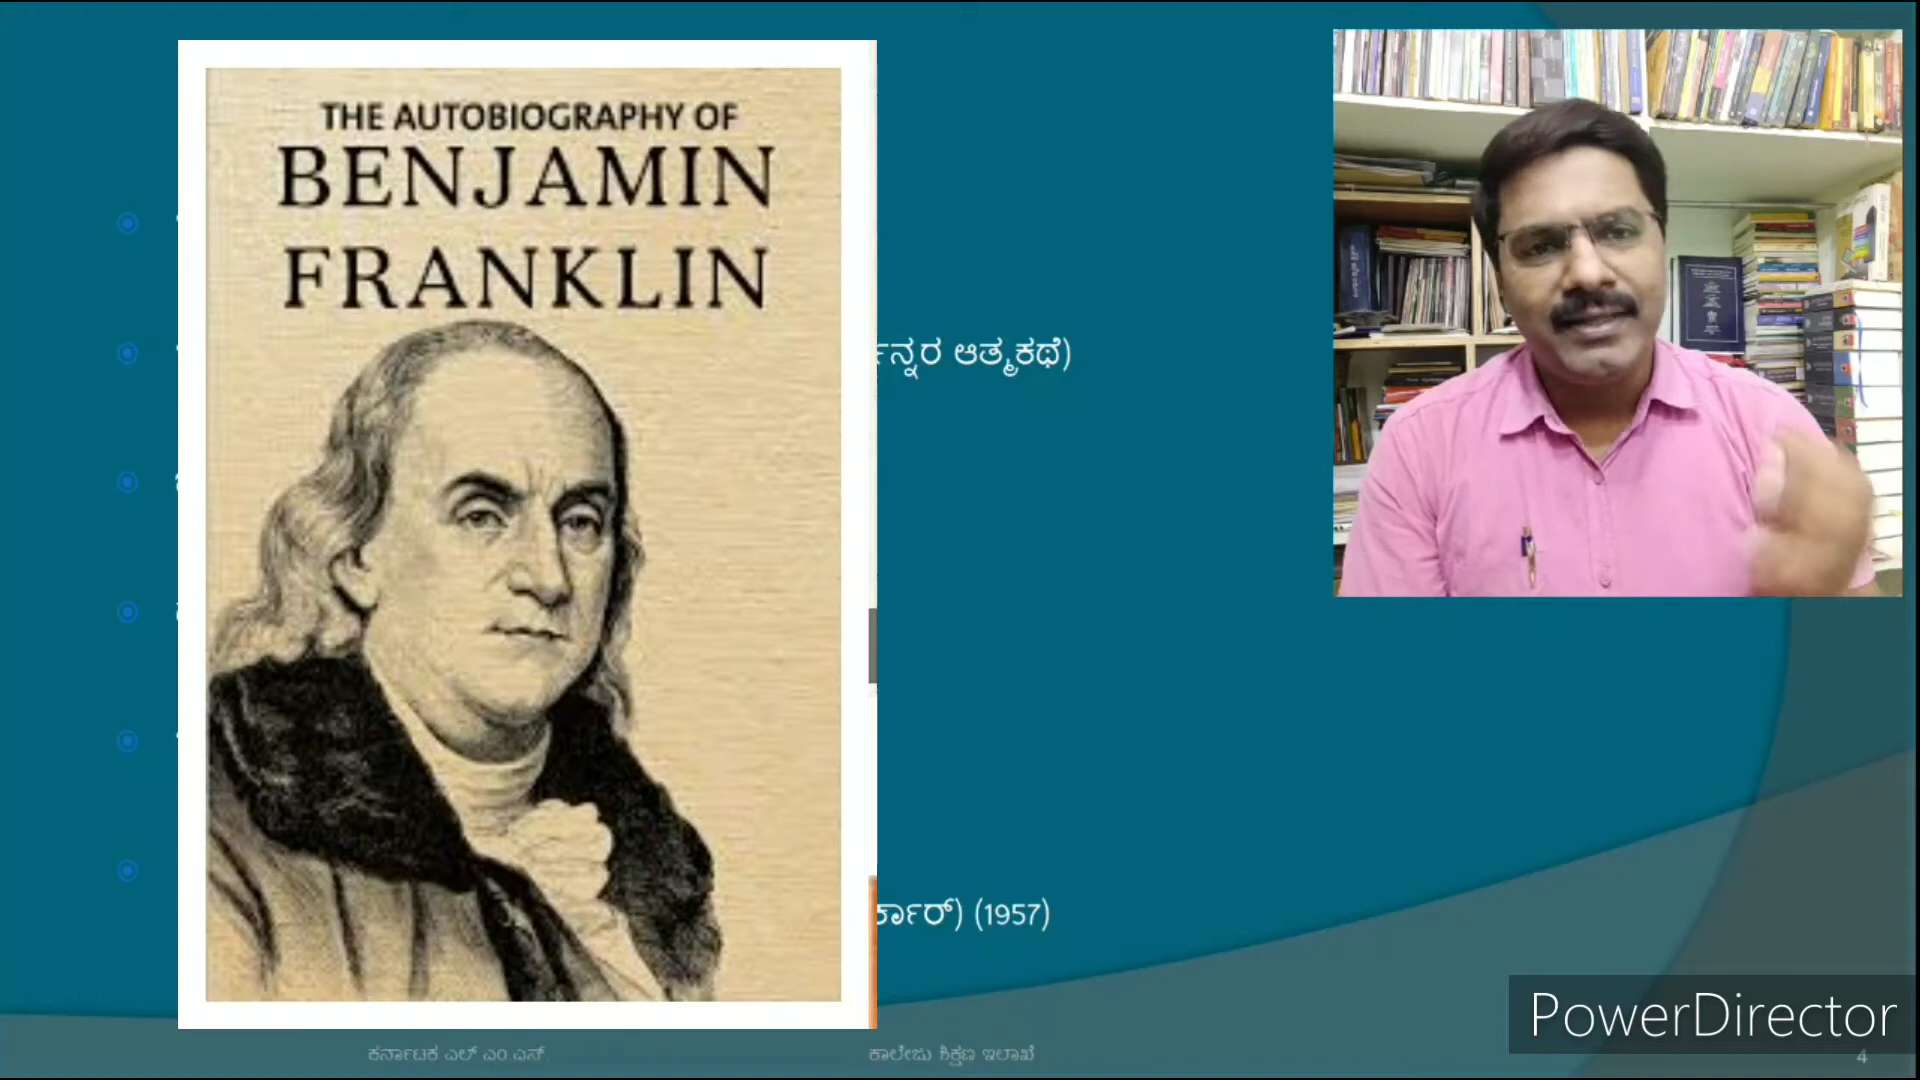 THE AUTOBIOGRAPHY OF
BENJAMIN
FRANKLIN
ನ್ನರ ಆತ್ಮಕಥೆ)
ರ್ಕಾರ್) (1957)
PowerDirector
ಕರ್ನಾಟಕ ಎಲ್ ಎಂ.ಎಸ್
ಕಾಲೇಜು ಶಿಕ್ಷಣ ಇಲಾಖೆ
4